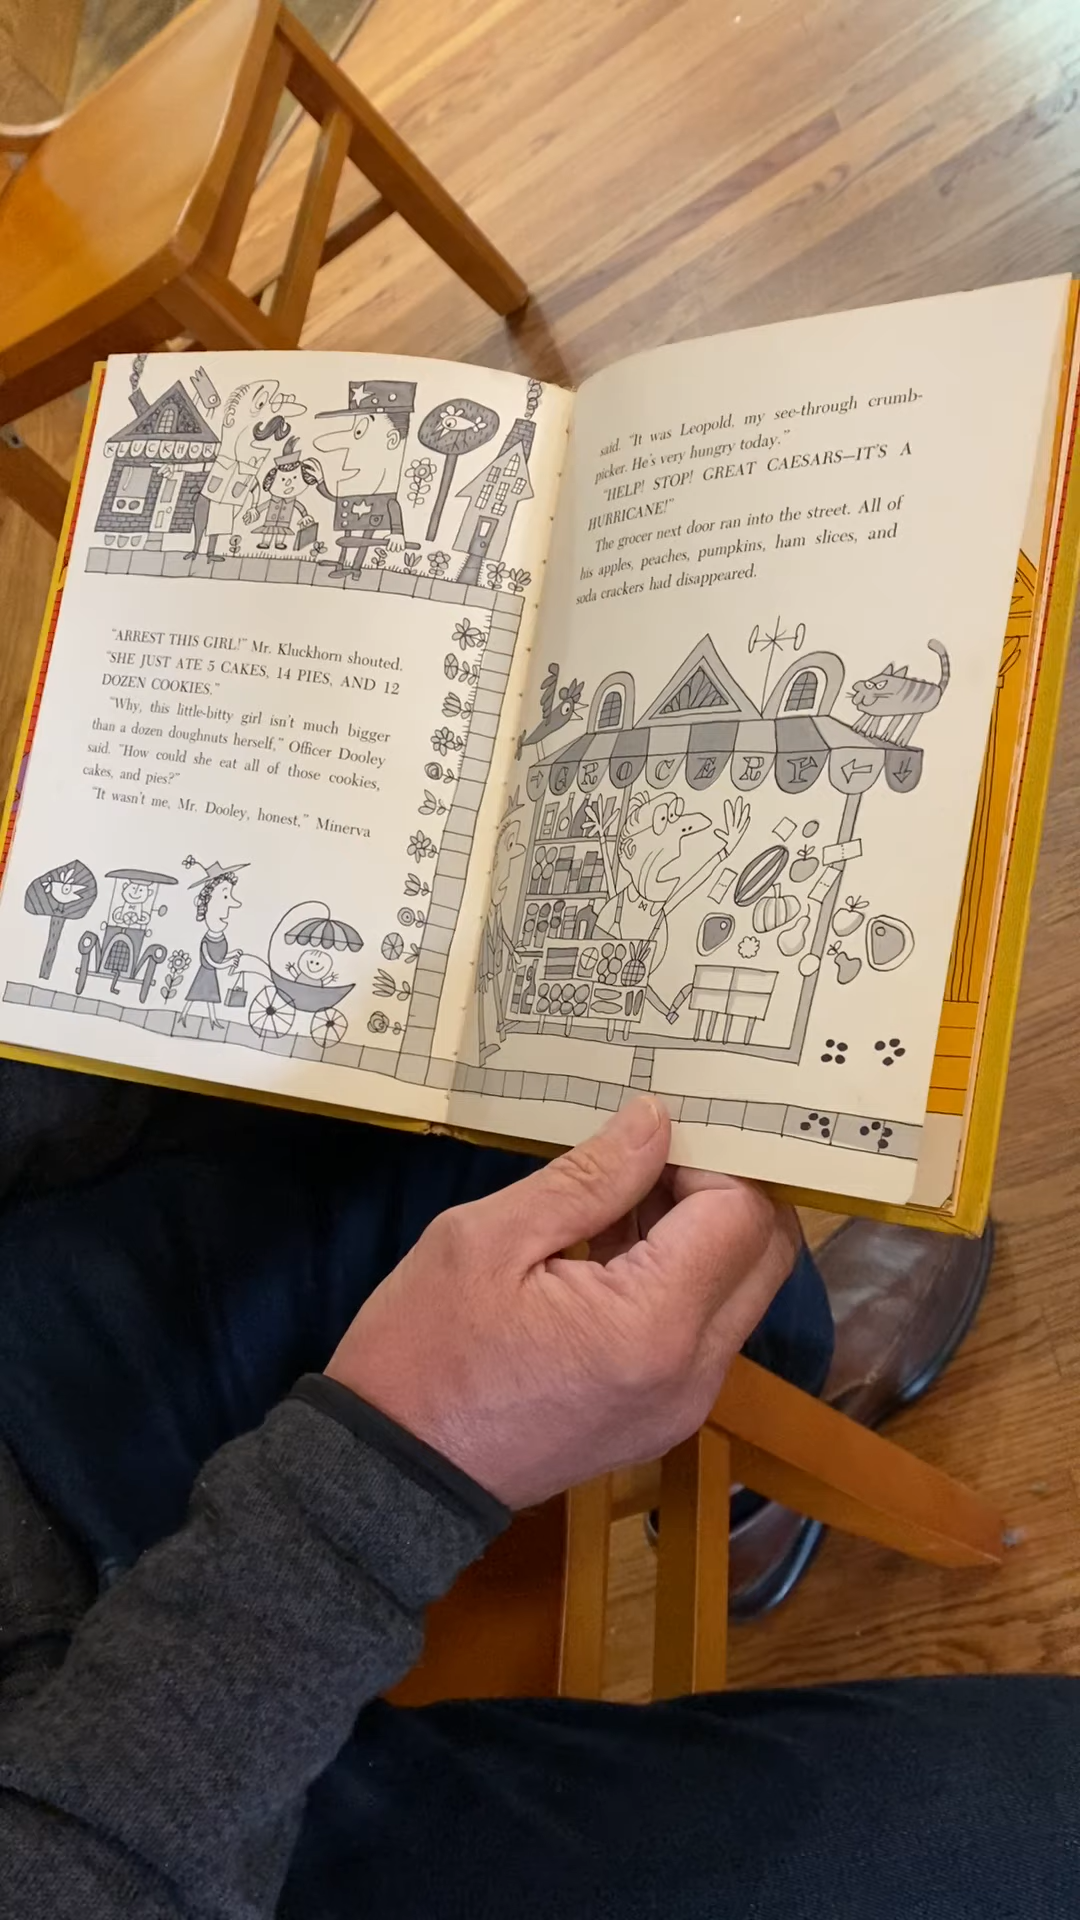 KLUCKHOR
"ARREST THIS GIRL!" Mr. Kluckhorn shouted.
"SHE JUST ATE 5 CAKES, 14 PIES, AND 12
DOZEN COOKIES."
"Why, this little-bitty girl isn't much bigger
than a dozen doughnuts herself," Officer Dooley
said. "How could she eat all of those cookies,
cakes, and pies?"
"It wasn't me, Mr. Dooley, honest," Minerva
said. "It was Leopold, my see-through crumb-
picker. He's very hungry today."
"HELP! STOP! GREAT CAESARS—IT'S A
HURRICANE!"
The grocer next door ran into the street. All of
his apples, peaches, pumpkins, ham slices, and
soda crackers had disappeared.
GROCERY